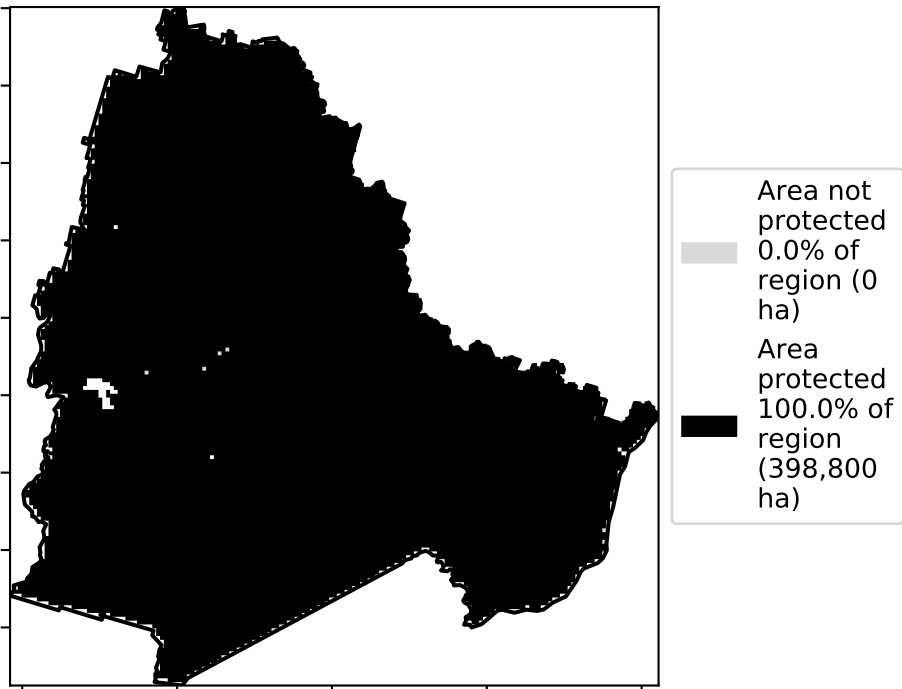 Area not
protected
0.0% of
region (0
ha)
Area
protected
100.0% of
region
(398,800
ha)